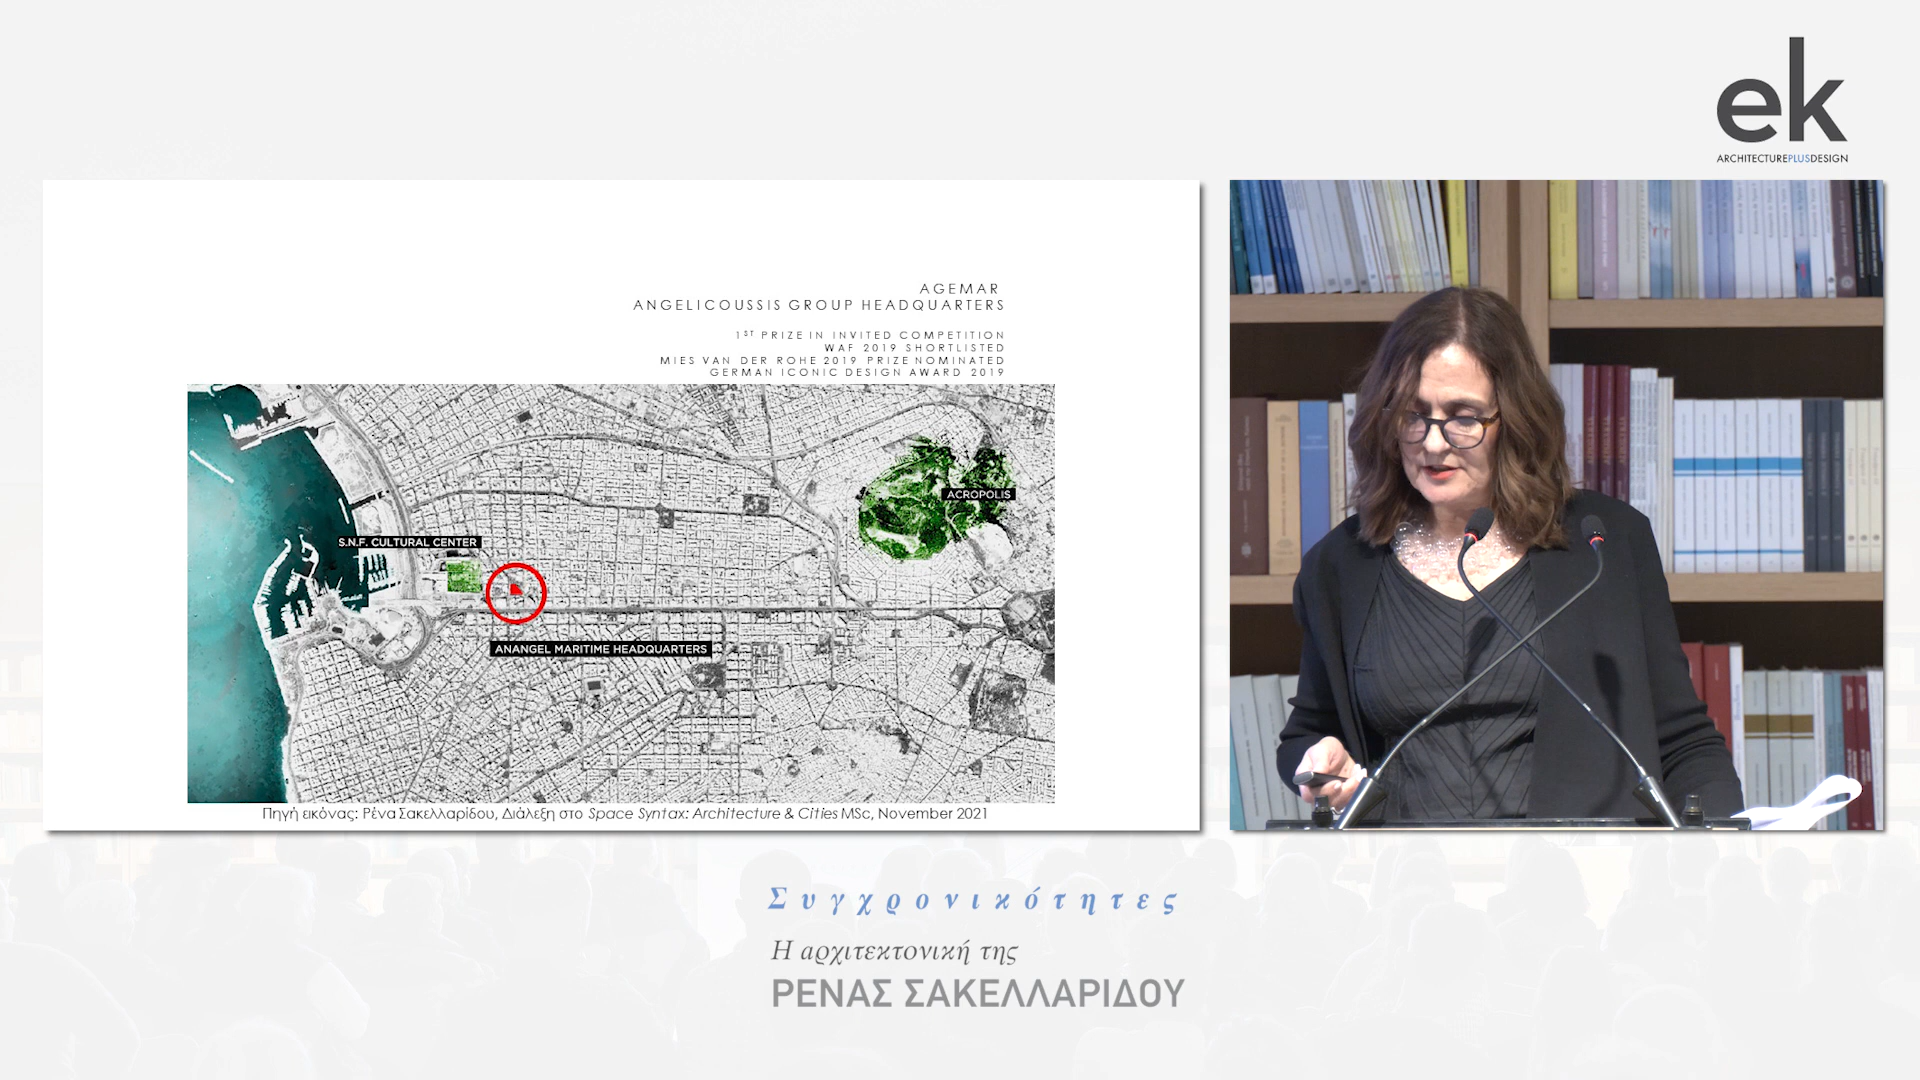 ek
ARCHITECTUREPLUSDESIGN
AGEMAR
ANGELICOUSSIS GROUP HEADQUARTERS
1ST PRIZE IN INVITED COMPETITION
WAF 2019 SHORTLISTED
MIES VAN DER ROHE 2019 PRIZE NOMINATED
GERMAN ICONIC DESIGN AWARD 2019
ACROPOLIS
S.N.F. CULTURAL CENTER
ANANGEL MARITIME HEADQUARTERS
Πηγή εικόνας: Ρένα Σακελλαρίδου, Διάλεξη στο Space Syntax: Architecture & Cities MSc, November 2021
Συγχρονικότητες
Η αρχιτεκτονική της
ΡΕΝΑΣ ΣΑΚΕΛΛΑΡΙΔΟΥ